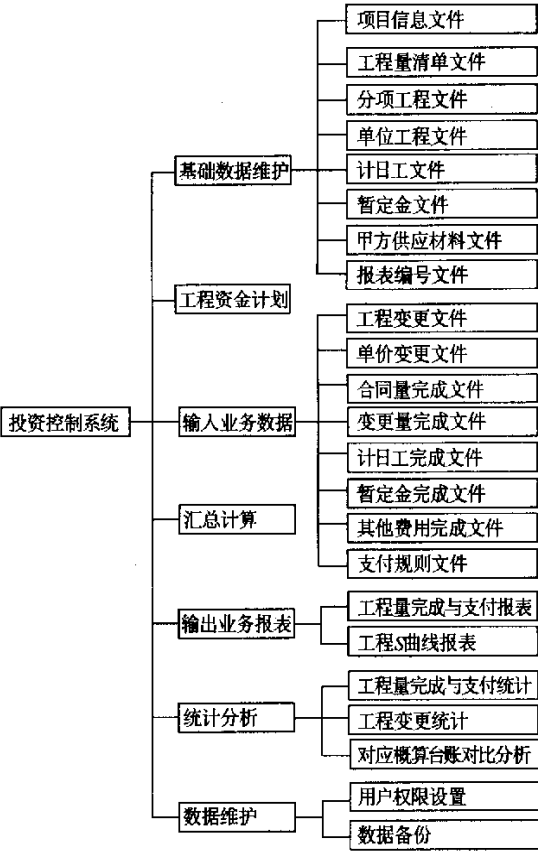 投资控制系统
基础数据维护
项目信息文件
工程量清单文件
分项工程文件
单位工程文件
计日工文件
暂定金文件
甲方供应材料文件
报表编号文件
工程资金计划
输入业务数据
工程变更文件
单价变更文件
合同量完成文件
变更量完成文件
计日工完成文件
暂定金完成文件
其他费用完成文件
支付规则文件
汇总计算
输出业务报表
工程量完成与支付报表
工程S曲线报表
统计分析
工程量完成与支付统计
工程变更统计
对应概算台账对比分析
数据维护
用户权限设置
数据备份